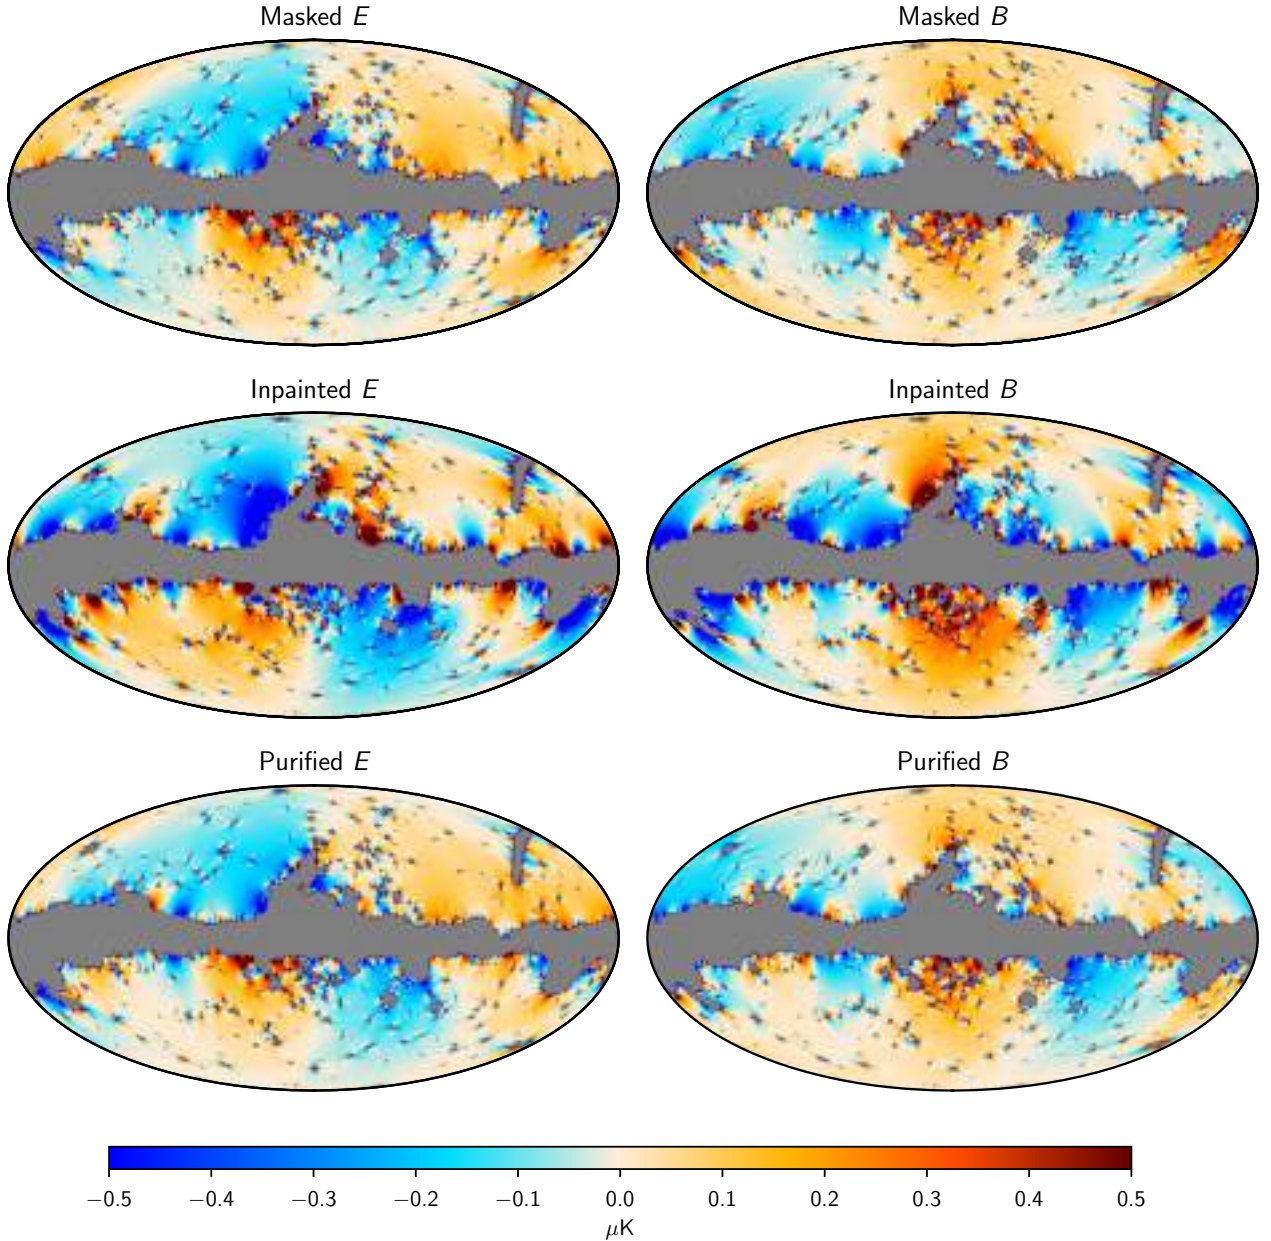 Masked E
Masked B
Inpainted E
Inpainted B
Purified E
Purified B
−0.5 −0.4 −0.3 −0.2 −0.1 0.0 0.1 0.2 0.3 0.4 0.5
μK